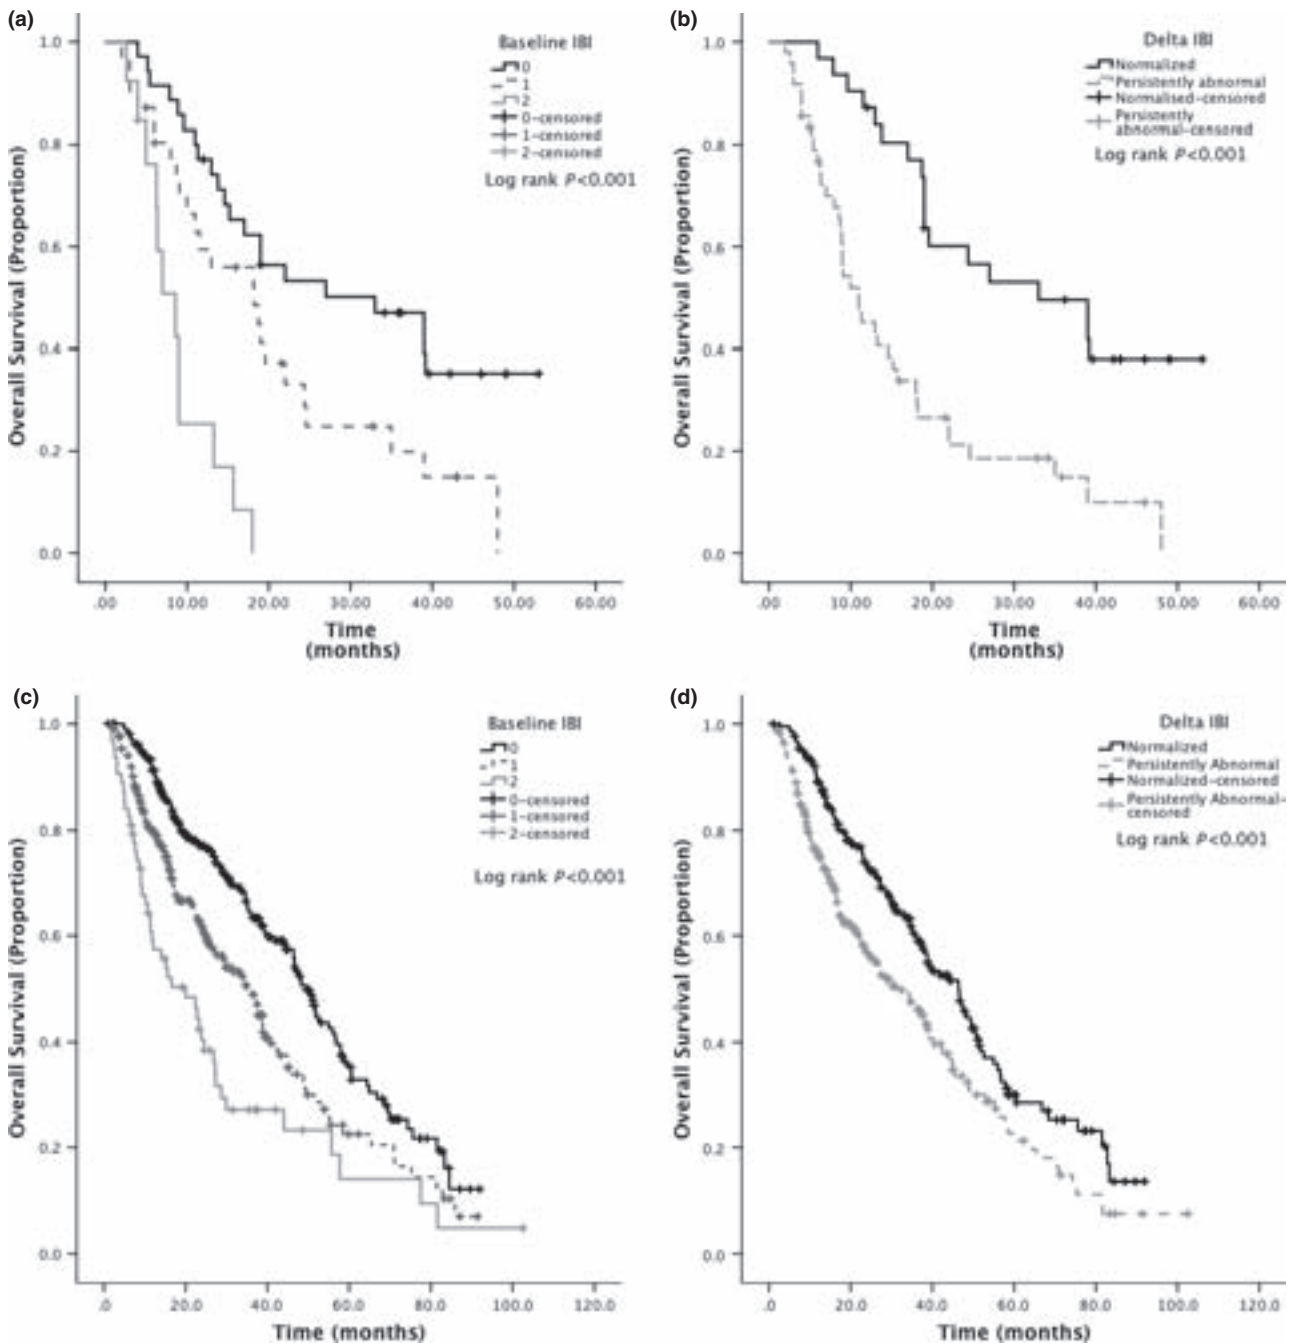 (a)
Baseline IBI
0
1
2
0-censored
1-censored
2-censored
Log rank P<0.001
Overall Survival (Proportion)
1.0
0.8
0.6
0.4
0.2
0.0
.00 10.00 20.00 30.00 40.00 50.00 60.00
Time
(months)
(b)
Delta IBI
Normalized
Persistently abnormal
Normalised-censored
Persistently
abnormal-censored
Log rank P<0.001
Overall Survival (Proportion)
1.0
0.8
0.6
0.4
0.2
0.0
.00 10.00 20.00 30.00 40.00 50.00 60.00
Time
(months)
(c)
Baseline IBI
0
1
2
0-censored
1-censored
2-censored
Log rank P<0.001
Overall Survival (Proportion)
1.0
0.8
0.6
0.4
0.2
0.0
.0 20.0 40.0 60.0 80.0 100.0 120.0
Time (months)
(d)
Delta IBI
Normalized
Persistently Abnormal
Normalized-censored
Persistently Abnormal-
censored
Log rank P<0.001
Overall Survival (Proportion)
1.0
0.8
0.6
0.4
0.2
0.0
.0 20.0 40.0 60.0 80.0 100.0 120.0
Time (months)